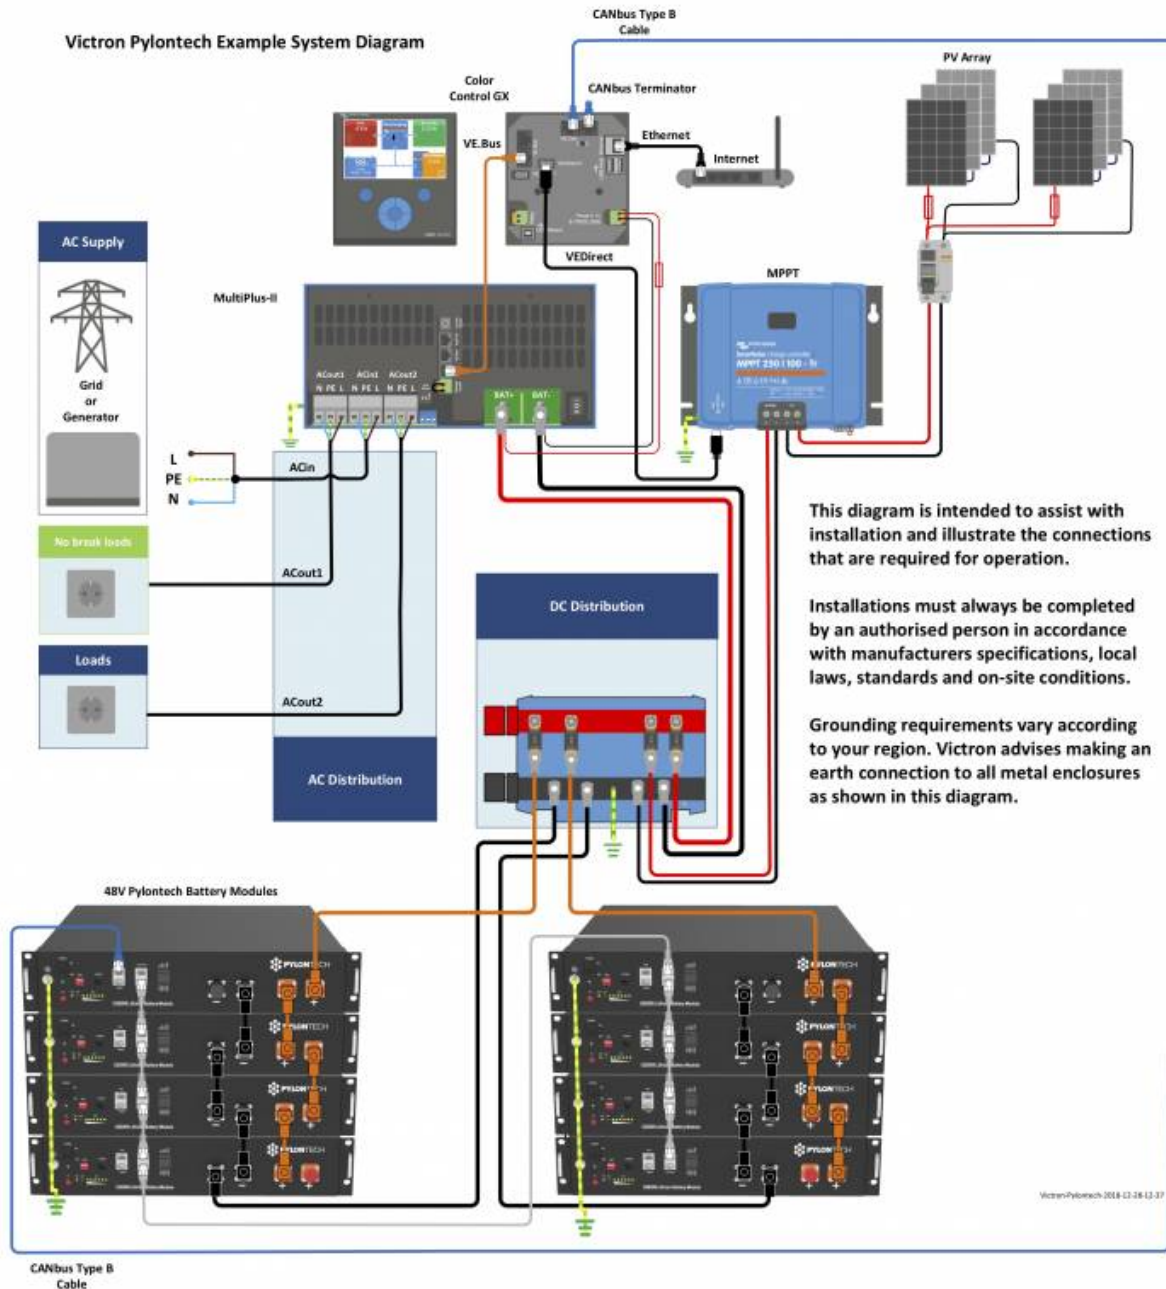 CANbus Type B
Cable
Victron Pylontech Example System Diagram
PV Array
Color
Control GX
CANbus Terminator
VE.Bus
Ethernet
Internet
AC Supply
VEDirect
MPPT
MultiPlus-II
MPPT 250 | 100 - Tr
ACout1 ACin1 ACout2
N PE L N PE L N PE L
BAT+ BAT-
Grid
or
Generator
L
PE
N
ACin
This diagram is intended to assist with
installation and illustrate the connections
that are required for operation.
No break loads
ACout1
DC Distribution
Installations must always be completed
by an authorised person in accordance
with manufacturers specifications, local
laws, standards and on-site conditions.
Loads
ACout2
Grounding requirements vary according
to your region. Victron advises making an
earth connection to all metal enclosures
as shown in this diagram.
AC Distribution
48V Pylontech Battery Modules
PYLONTECH
PYLONTECH
PYLONTECH
PYLONTECH
PYLONTECH
PYLONTECH
PYLONTECH
PYLONTECH
CANbus Type B
Cable